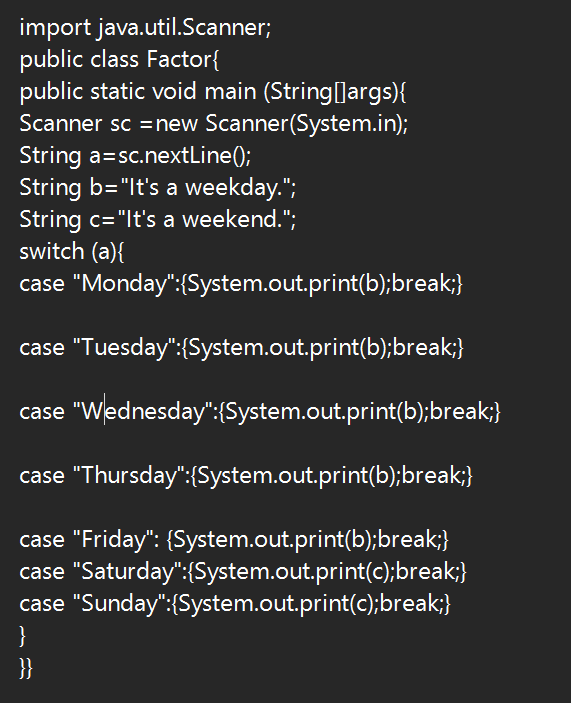 import java.util.Scanner;
public class Factor{
public static void main (String[]args){
Scanner sc =new Scanner(System.in);
String a=sc.nextLine();
String b="It's a weekday.";
String c="It's a weekend.";
switch (a){
case "Monday":{System.out.print(b);break;}
case "Tuesday":{System.out.print(b);break;}
case "Wednesday":{System.out.print(b);break;}
case "Thursday":{System.out.print(b);break;}
case "Friday": {System.out.print(b);break;}
case "Saturday":{System.out.print(c);break;}
case "Sunday":{System.out.print(c);break;}
}
}}